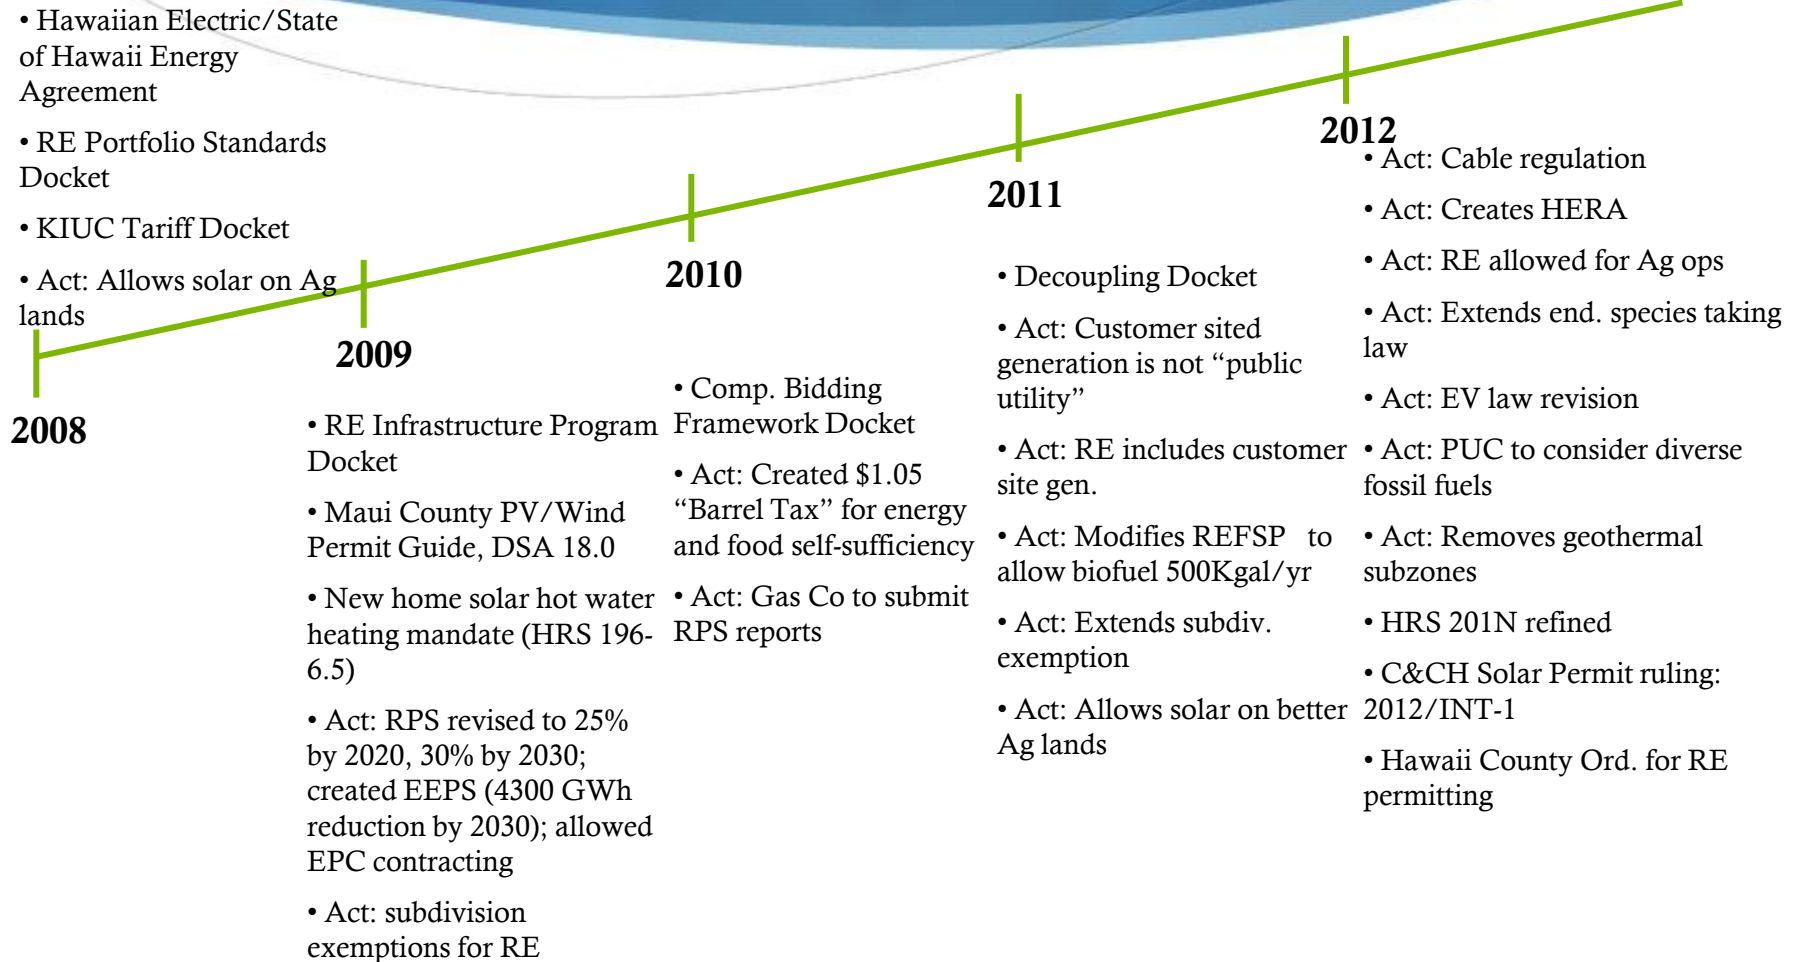 • Hawaiian Electric/State
of Hawaii Energy
Agreement
• RE Portfolio Standards
Docket
• KIUC Tariff Docket
• Act: Allows solar on Ag
lands
2008
2009
• RE Infrastructure Program
Docket
• Maui County PV/Wind
Permit Guide, DSA 18.0
• New home solar hot water
heating mandate (HRS 196-
6.5)
• Act: RPS revised to 25%
by 2020, 30% by 2030;
created EEPS (4300 GWh
reduction by 2030); allowed
EPC contracting
• Act: subdivision
exemptions for RE
2010
• Comp. Bidding
Framework Docket
• Act: Created $1.05
“Barrel Tax” for energy
and food self-sufficiency
• Act: Gas Co to submit
RPS reports
2011
• Decoupling Docket
• Act: Customer sited
generation is not “public
utility”
• Act: RE includes customer
site gen.
• Act: Modifies REFSP to
allow biofuel 500Kgal/yr
• Act: Extends subdiv.
exemption
• Act: Allows solar on better
Ag lands
2012
• Act: Cable regulation
• Act: Creates HERA
• Act: RE allowed for Ag ops
• Act: Extends end. species taking
law
• Act: EV law revision
• Act: PUC to consider diverse
fossil fuels
• Act: Removes geothermal
subzones
• HRS 201N refined
• C&CH Solar Permit ruling:
2012/INT-1
• Hawaii County Ord. for RE
permitting